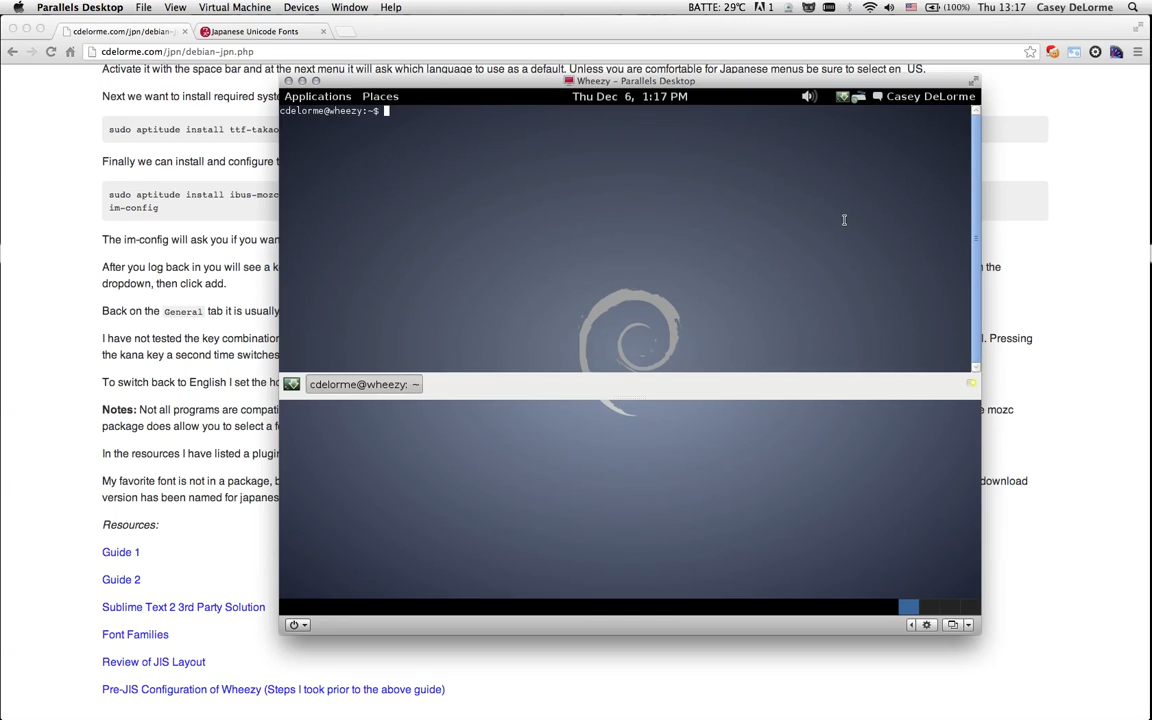 Parallels Desktop File View Virtual Machine Devices Window Help BATTE: 29℃ 1 (100%) Thu 13:17 Casey DeLorme
cdelorme.com/jpn/debian- Japanese Unicode Fonts
cdelorme.com/jpn/debian-jpn.php
Activate it with the space bar and at the next menu it will ask which language to use as a default. Unless you are comfortable for Japanese menus be sure to select en_US.
Wheezy - Parallels Desktop
Next we want to install required syste
Applications Places Thu Dec 6, 1:17 PM Casey DeLorme
cdelorme@wheezy:~$
sudo aptitude install ttf-takao
Finally we can install and configure t
sudo aptitude install ibus-mozc
im-config
The im-config will ask you if you wan
After you log back in you will see a k n the
dropdown, then click add.
Back on the General tab it is usually
I have not tested the key combination l. Pressing
the kana key a second time switches
To switch back to English I set the ho
cdelorme@wheezy: ~
Notes: Not all programs are compati e mozc
package does allow you to select a f
In the resources I have listed a plugin
My favorite font is not in a package, b download
version has been named for japanes
Resources:
Guide 1
Guide 2
Sublime Text 2 3rd Party Solution
Font Families
Review of JIS Layout
Pre-JIS Configuration of Wheezy (Steps I took prior to the above guide)